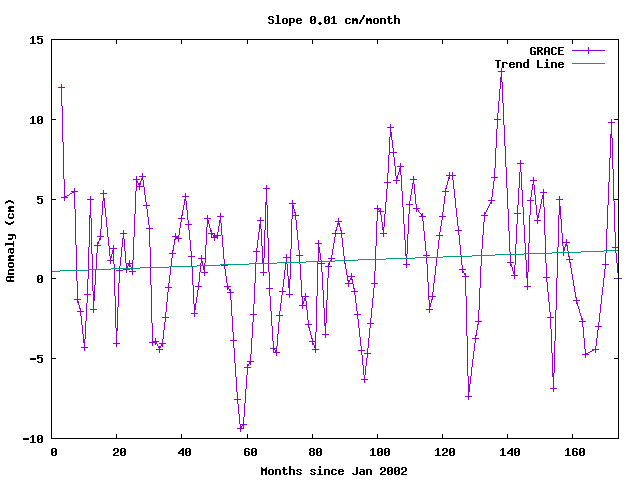 Slope 0.01 cm/month
GRACE
Trend Line
15
10
5
0
-5
-10
Anomaly (cm)
0 20 40 60 80 100 120 140 160
Months since Jan 2002